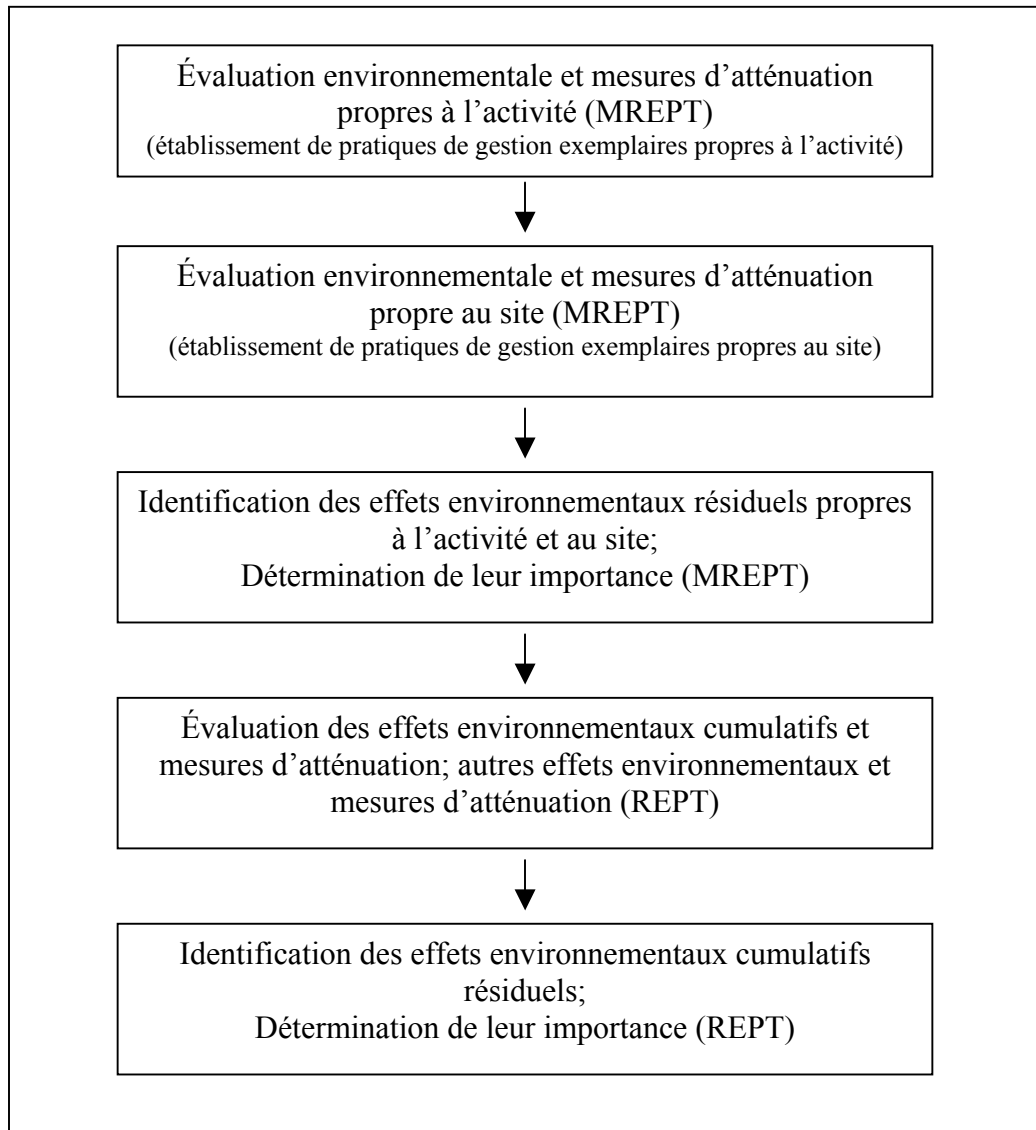 Évaluation environnementale et mesures d’atténuation
propres à l’activité (MREPT)
(établissement de pratiques de gestion exemplaires propres à l’activité)
Évaluation environnementale et mesures d’atténuation
propre au site (MREPT)
(établissement de pratiques de gestion exemplaires propres au site)
Identification des effets environnementaux résiduels propres
à l’activité et au site;
Détermination de leur importance (MREPT)
Évaluation des effets environnementaux cumulatifs et
mesures d’atténuation; autres effets environnementaux et
mesures d’atténuation (REPT)
Identification des effets environnementaux cumulatifs
résiduels;
Détermination de leur importance (REPT)